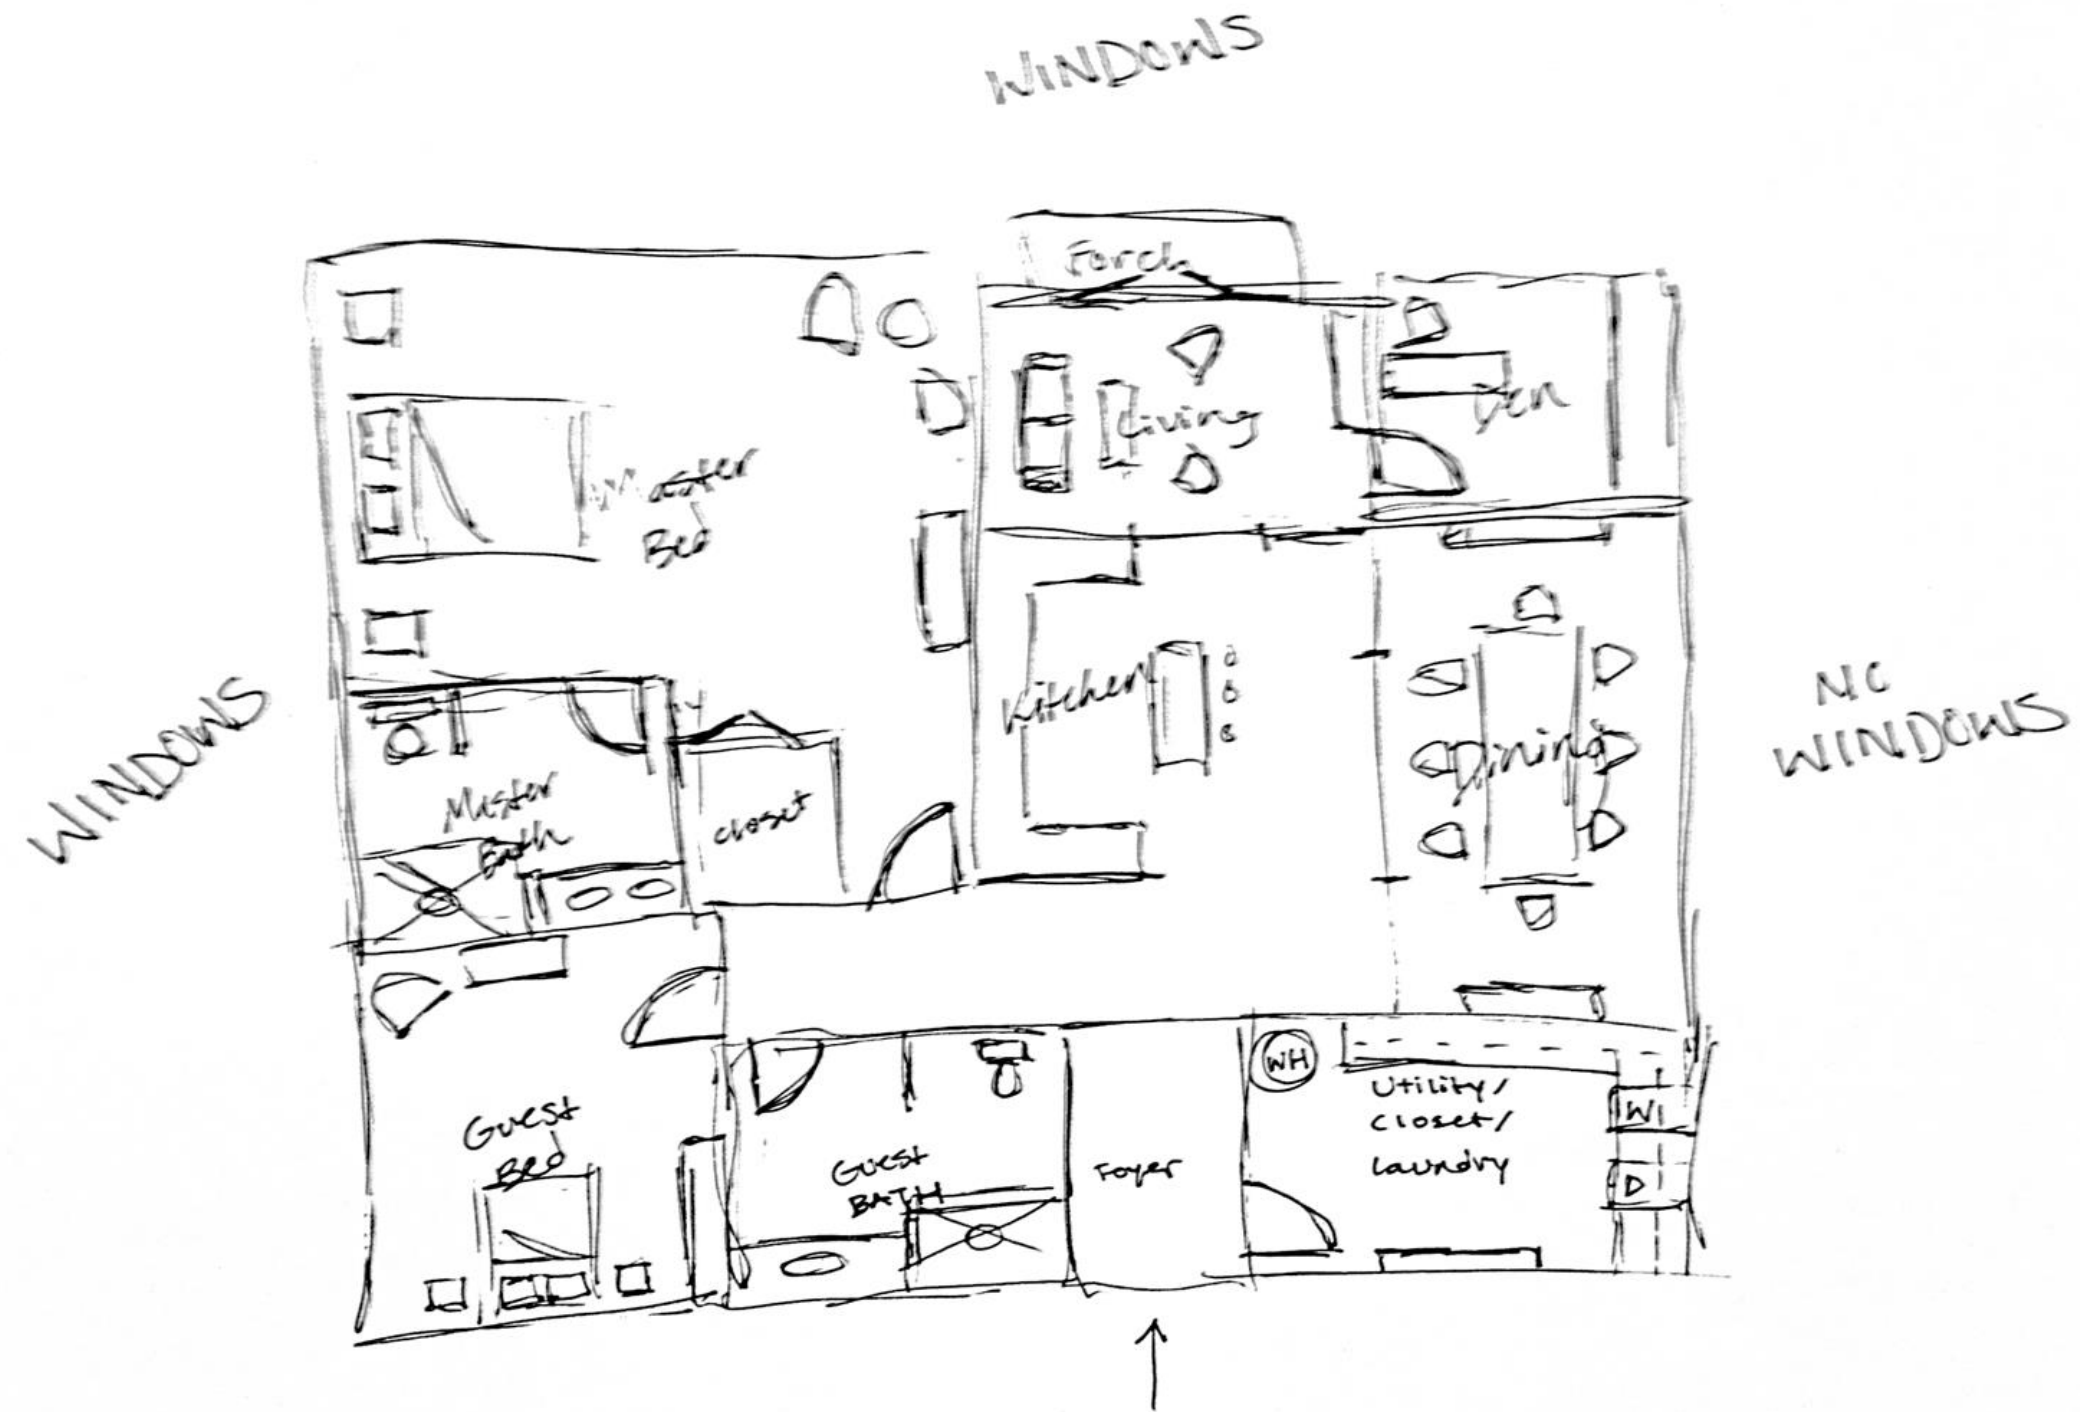 WINDOWS
Porch
Living
Den
Master
Bed
WINDOWS
Kitchen
Dining
NO
WINDOWS
Master
Bath
closet
Guest
Bed
Guest
BATH
Foyer
WH
Utility/
closet/
Laundry
W
D